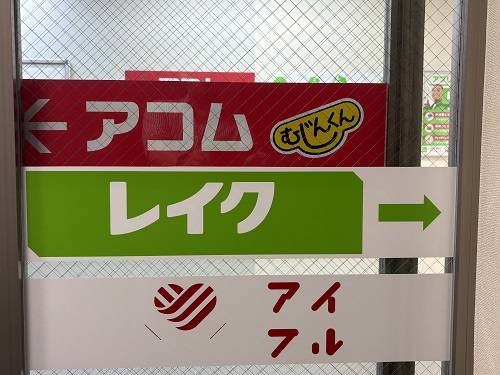 ← アコム むじんくん
レイク →
アイ
フル